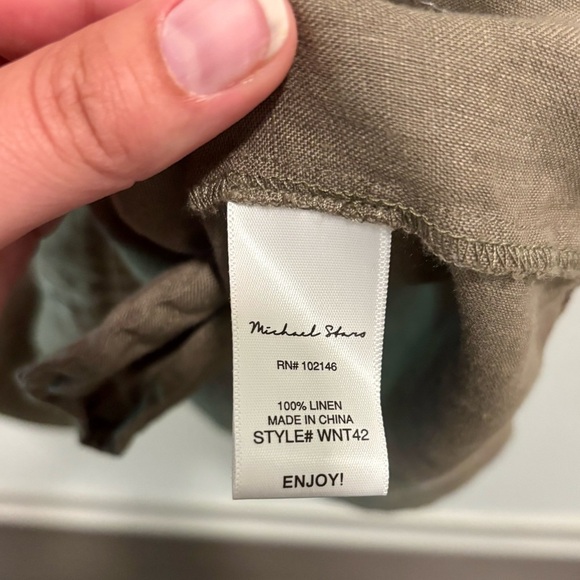 Michael Stars
RN# 102146
100% LINEN
MADE IN CHINA
STYLE# WNT42
ENJOY!